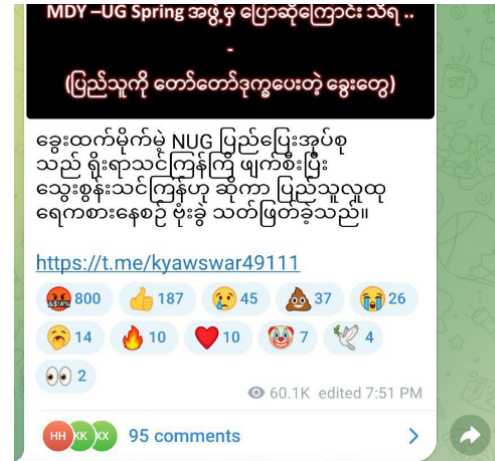 MDY –UG Spring အဖွဲ့မှ ပြောဆိုကြောင်း သိရ ..
-
(ပြည်သူကို တော်တော်ဒုက္ခပေးတဲ့ ခွေးတွေ)
ခွေးထက်မိုက်မဲ့ NUG ပြည်ပြေးအုပ်စု
သည် ရိုးရာသင်ကြန်ကြို ဖျက်စီးပြီး
သွေးစွန်းသင်ကြန်ဟု ဆိုကာ ပြည်သူလူထု
ရေကစားနေစဉ် ဗုံးခွဲ သတ်ဖြတ်ခဲ့သည်။
https://t.me/kyawswar49111
800 187 45 37 26
14 10 10 7 4
2
60.1K edited 7:51 PM
HH KK XX 95 comments